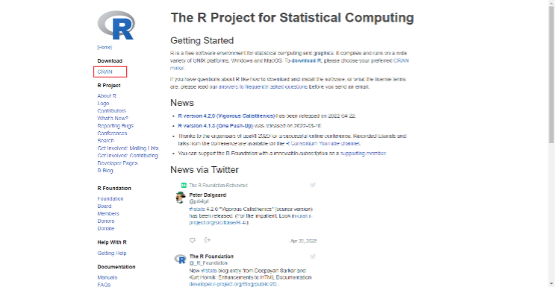 The R Project for Statistical Computing
[Home]
Download
CRAN
R Project
About R
Logo
Contributors
What's New?
Reporting Bugs
Conferences
Search
Get Involved: Mailing Lists
Get Involved: Contributing
Developer Pages
R Blog
R Foundation
Foundation
Board
Members
Donors
Donate
Help With R
Getting Help
Documentation
Manuals
FAQs
Getting Started
R is a free software environment for statistical computing and graphics. It compiles and runs on a wide
variety of UNIX platforms, Windows and MacOS. To download R, please choose your preferred CRAN
mirror.
If you have questions about R like how to download and install the software, or what the license terms
are, please read our answers to frequently asked questions before you send an email.
News
R version 4.2.0 (Vigorous Calisthenics) has been released on 2022-04-22.
R version 4.1.3 (One Push-Up) was released on 2022-03-10.
Thanks to the organisers of useR! 2020 for a successful online conference. Recorded tutorials and
talks from the conference are available on the R Consortium YouTube channel.
You can support the R Foundation with a renewable subscription as a supporting member
News via Twitter
The R Foundation Retweeted
Peter Dalgaard
@pdalgd
#rstats 4.2.0 "Vigorous Calisthenics" (source version)
has been released. (For the impatient: Look in
Apr 22, 2022
The R Foundation
@_R_Foundation
New #rstats blog entry from Deepayan Sarkar and
Kurt Hornik: Enhancements to HTML Documentation